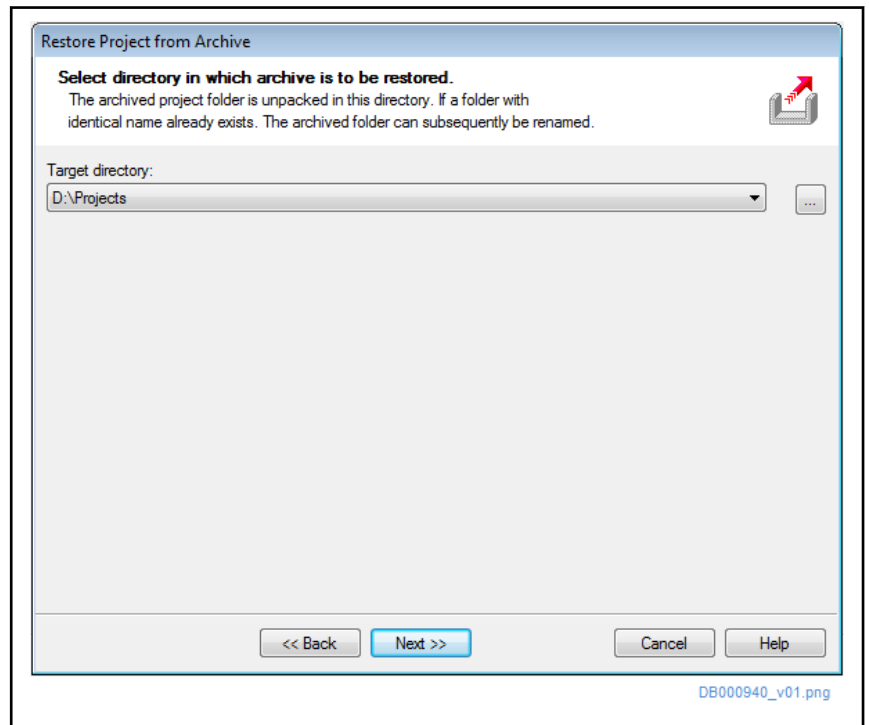 Restore Project from Archive
Select directory in which archive is to be restored.
The archived project folder is unpacked in this directory. If a folder with
identical name already exists. The archived folder can subsequently be renamed.
Target directory:
D:\Projects
...
<< Back
Next >>
Cancel
Help
DB000940_v01.png